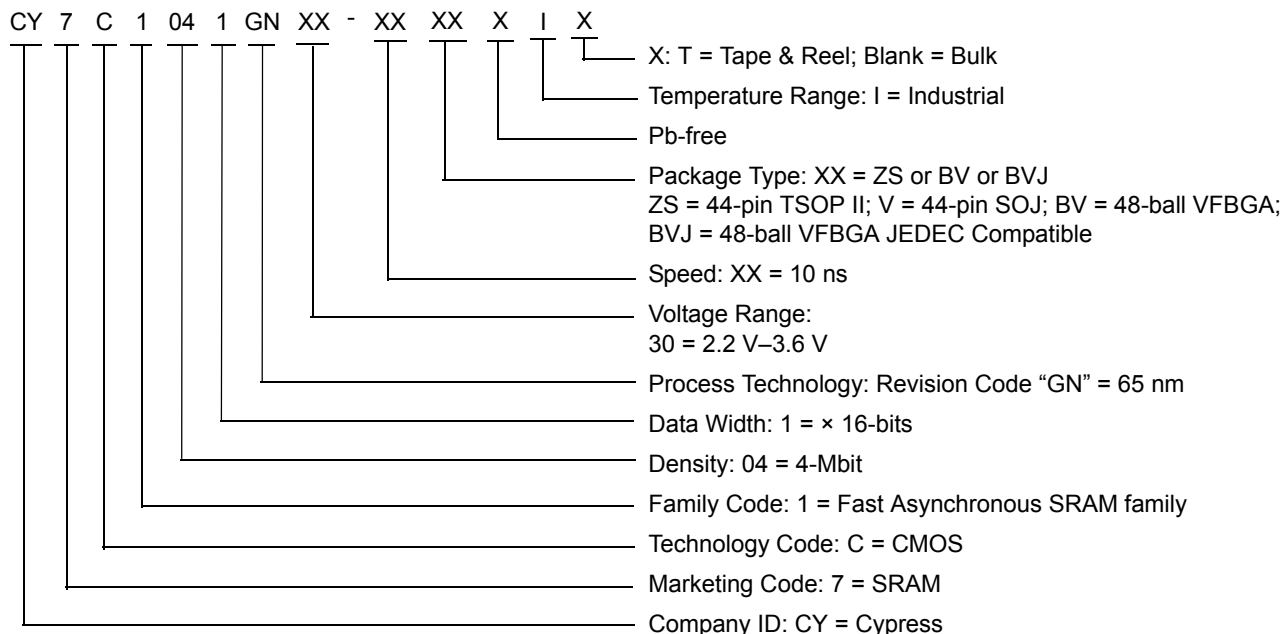 CY 7 C 1 04 1 GN XX - XX XX X I X
X: T = Tape & Reel; Blank = Bulk
Temperature Range: I = Industrial
Pb-free
Package Type: XX = ZS or BV or BVJ
ZS = 44-pin TSOP II; V = 44-pin SOJ; BV = 48-ball VFBGA;
BVJ = 48-ball VFBGA JEDEC Compatible
Speed: XX = 10 ns
Voltage Range:
30 = 2.2 V–3.6 V
Process Technology: Revision Code “GN” = 65 nm
Data Width: 1 = × 16-bits
Density: 04 = 4-Mbit
Family Code: 1 = Fast Asynchronous SRAM family
Technology Code: C = CMOS
Marketing Code: 7 = SRAM
Company ID: CY = Cypress